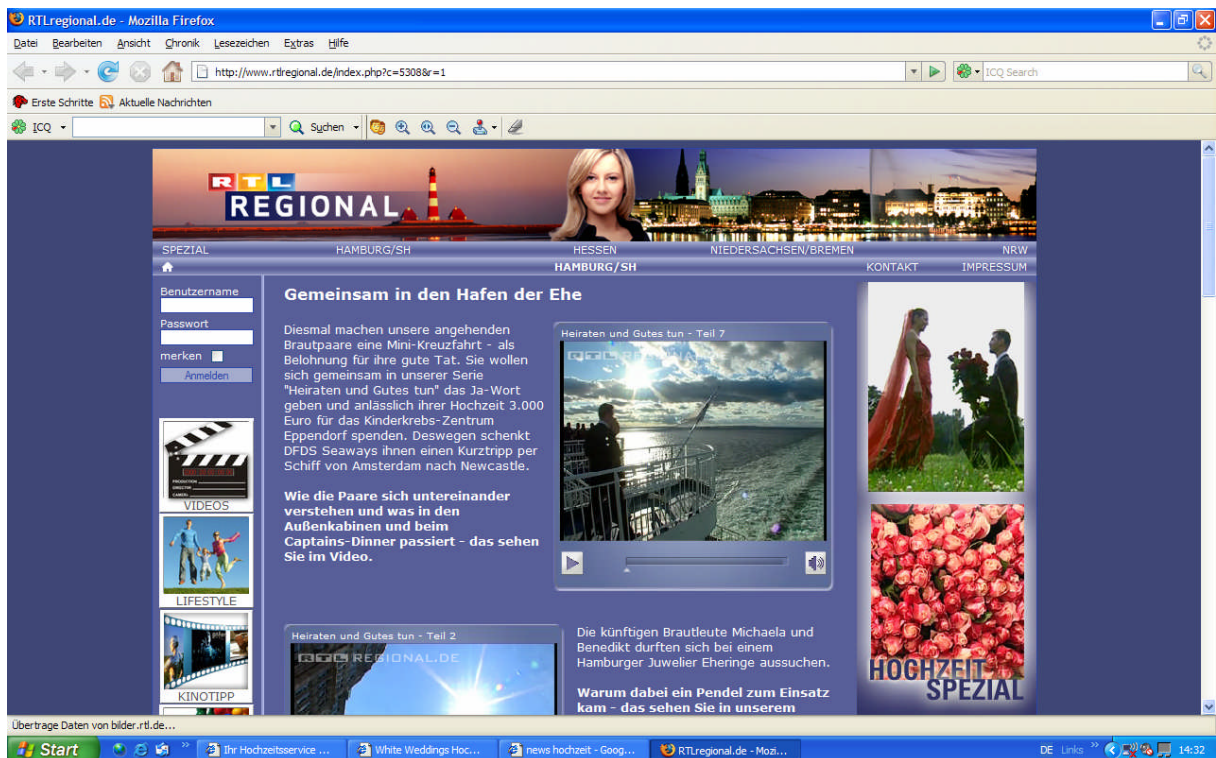 RTLregional.de - Mozilla Firefox
Datei Bearbeiten Ansicht Chronik Lesezeichen Extras Hilfe
http://www.rtlregional.de/index.php?c=5308&r=1
ICQ Search
Erste Schritte Aktuelle Nachrichten
ICQ Suchen
RTL
REGIONAL
SPEZIAL HAMBURG/SH HESSEN NIEDERSACHSEN/BREMEN NRW
HAMBURG/SH KONTAKT IMPRESSUM
Benutzername
Passwort
merken
Anmelden
VIDEOS
LIFESTYLE
KINOTIPP
Gemeinsam in den Hafen der Ehe
Diesmal machen unsere angehenden
Brautpaare eine Mini-Kreuzfahrt - als
Belohnung für ihre gute Tat. Sie wollen
sich gemeinsam in unserer Serie
"Heiraten und Gutes tun" das Ja-Wort
geben und anlässlich ihrer Hochzeit 3.000
Euro für das Kinderkrebs-Zentrum
Eppendorf spenden. Deswegen schenkt
DFDS Seaways ihnen einen Kurztripp per
Schiff von Amsterdam nach Newcastle.
Wie die Paare sich untereinander
verstehen und was in den
Außenkabinen und beim
Captains-Dinner passiert - das sehen
Sie im Video.
Heiraten und Gutes tun - Teil 7
RTL REGIONAL.DE
Heiraten und Gutes tun - Teil 2
RTL REGIONAL.DE
Die künftigen Brautleute Michaela und
Benedikt durften sich bei einem
Hamburger Juwelier Eheringe aussuchen.
Warum dabei ein Pendel zum Einsatz
kam - das sehen Sie in unserem
HOCHZEIT
SPEZIAL
Übertrage Daten von bilder.rtl.de...
Start Ihr Hochzeitsservice ... White Weddings Hoc... news hochzeit - Goog... RTLregional.de - Mozi... DE Links 14:32